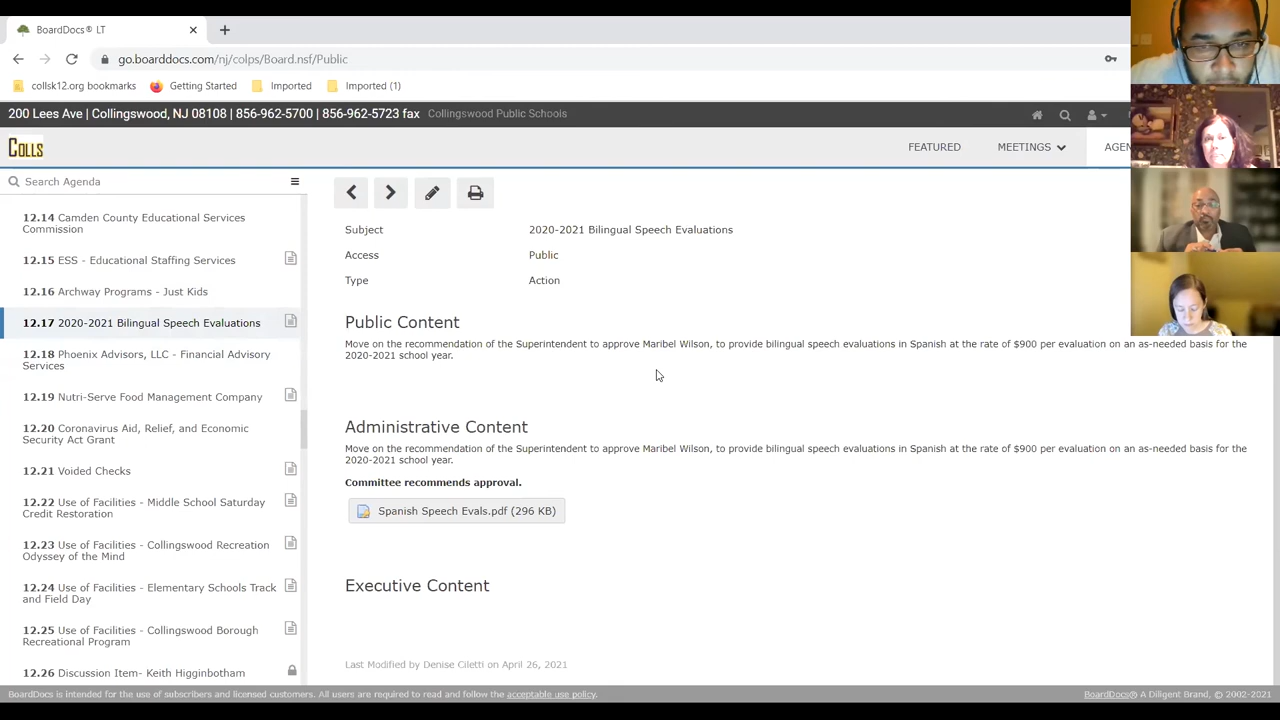 BoardDocs® LT
go.boarddocs.com/nj/colps/Board.nsf/Public
collsk12.org bookmarks
Getting Started
Imported
Imported (1)
200 Lees Ave | Collingswood, NJ 08108 | 856-962-5700 | 856-962-5723 fax Collingswood Public Schools
COLLS
FEATURED
MEETINGS
AGEN
Search Agenda
12.14 Camden County Educational Services
Commission
12.15 ESS - Educational Staffing Services
12.16 Archway Programs - Just Kids
12.17 2020-2021 Bilingual Speech Evaluations
12.18 Phoenix Advisors, LLC - Financial Advisory
Services
12.19 Nutri-Serve Food Management Company
12.20 Coronavirus Aid, Relief, and Economic
Security Act Grant
12.21 Voided Checks
12.22 Use of Facilities - Middle School Saturday
Credit Restoration
12.23 Use of Facilities - Collingswood Recreation
Odyssey of the Mind
12.24 Use of Facilities - Elementary Schools Track
and Field Day
12.25 Use of Facilities - Collingswood Borough
Recreational Program
12.26 Discussion Item- Keith Higginbotham
Subject 2020-2021 Bilingual Speech Evaluations
Access Public
Type Action
Public Content
Move on the recommendation of the Superintendent to approve Maribel Wilson, to provide bilingual speech evaluations in Spanish at the rate of $900 per evaluation on an as-needed basis for the
2020-2021 school year.
Administrative Content
Move on the recommendation of the Superintendent to approve Maribel Wilson, to provide bilingual speech evaluations in Spanish at the rate of $900 per evaluation on an as-needed basis for the
2020-2021 school year.
Committee recommends approval.
Spanish Speech Evals.pdf (296 KB)
Executive Content
Last Modified by Denise Ciletti on April 26, 2021
BoardDocs is intended for the use of subscribers and licensed customers. All users are required to read and follow the acceptable use policy.
BoardDocs® A Diligent Brand, © 2002-2021